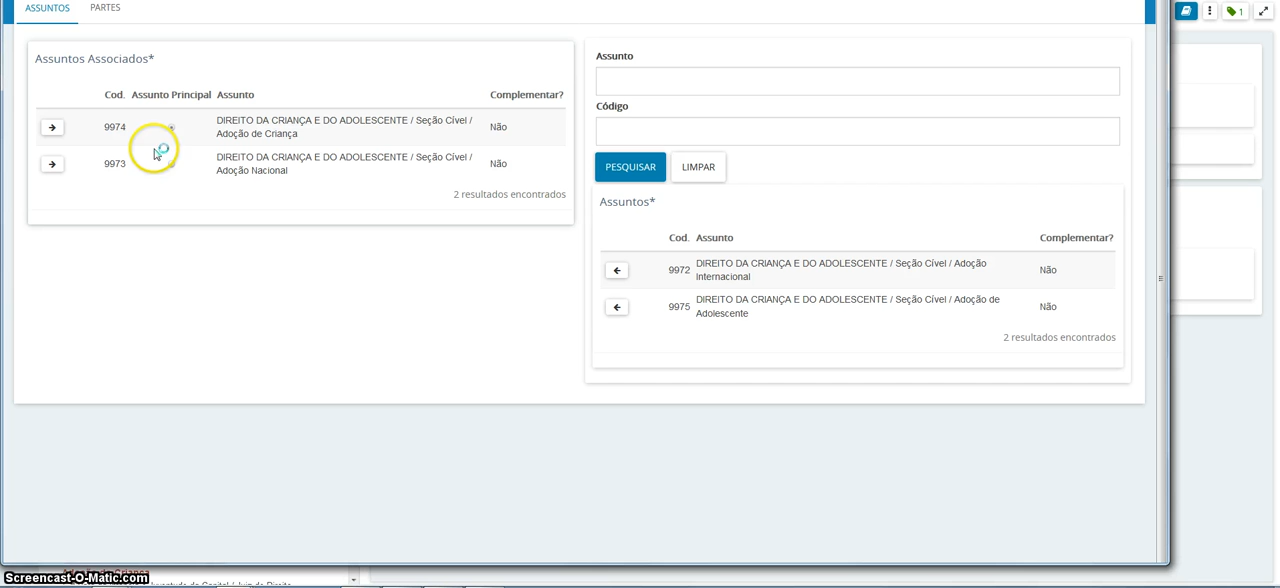 ASSUNTOS PARTES
1
Assuntos Associados*
Cod. Assunto Principal Assunto Complementar?
9974 DIREITO DA CRIANÇA E DO ADOLESCENTE / Seção Cível / Não
Adoção de Criança
9973 DIREITO DA CRIANÇA E DO ADOLESCENTE / Seção Cível / Não
Adoção Nacional
2 resultados encontrados
Assunto
Código
PESQUISAR LIMPAR
Assuntos*
Cod. Assunto Complementar?
9972 DIREITO DA CRIANÇA E DO ADOLESCENTE / Seção Cível / Adoção Não
Internacional
9975 DIREITO DA CRIANÇA E DO ADOLESCENTE / Seção Cível / Adoção de Não
Adolescente
2 resultados encontrados
Screencast-O-Matic.com